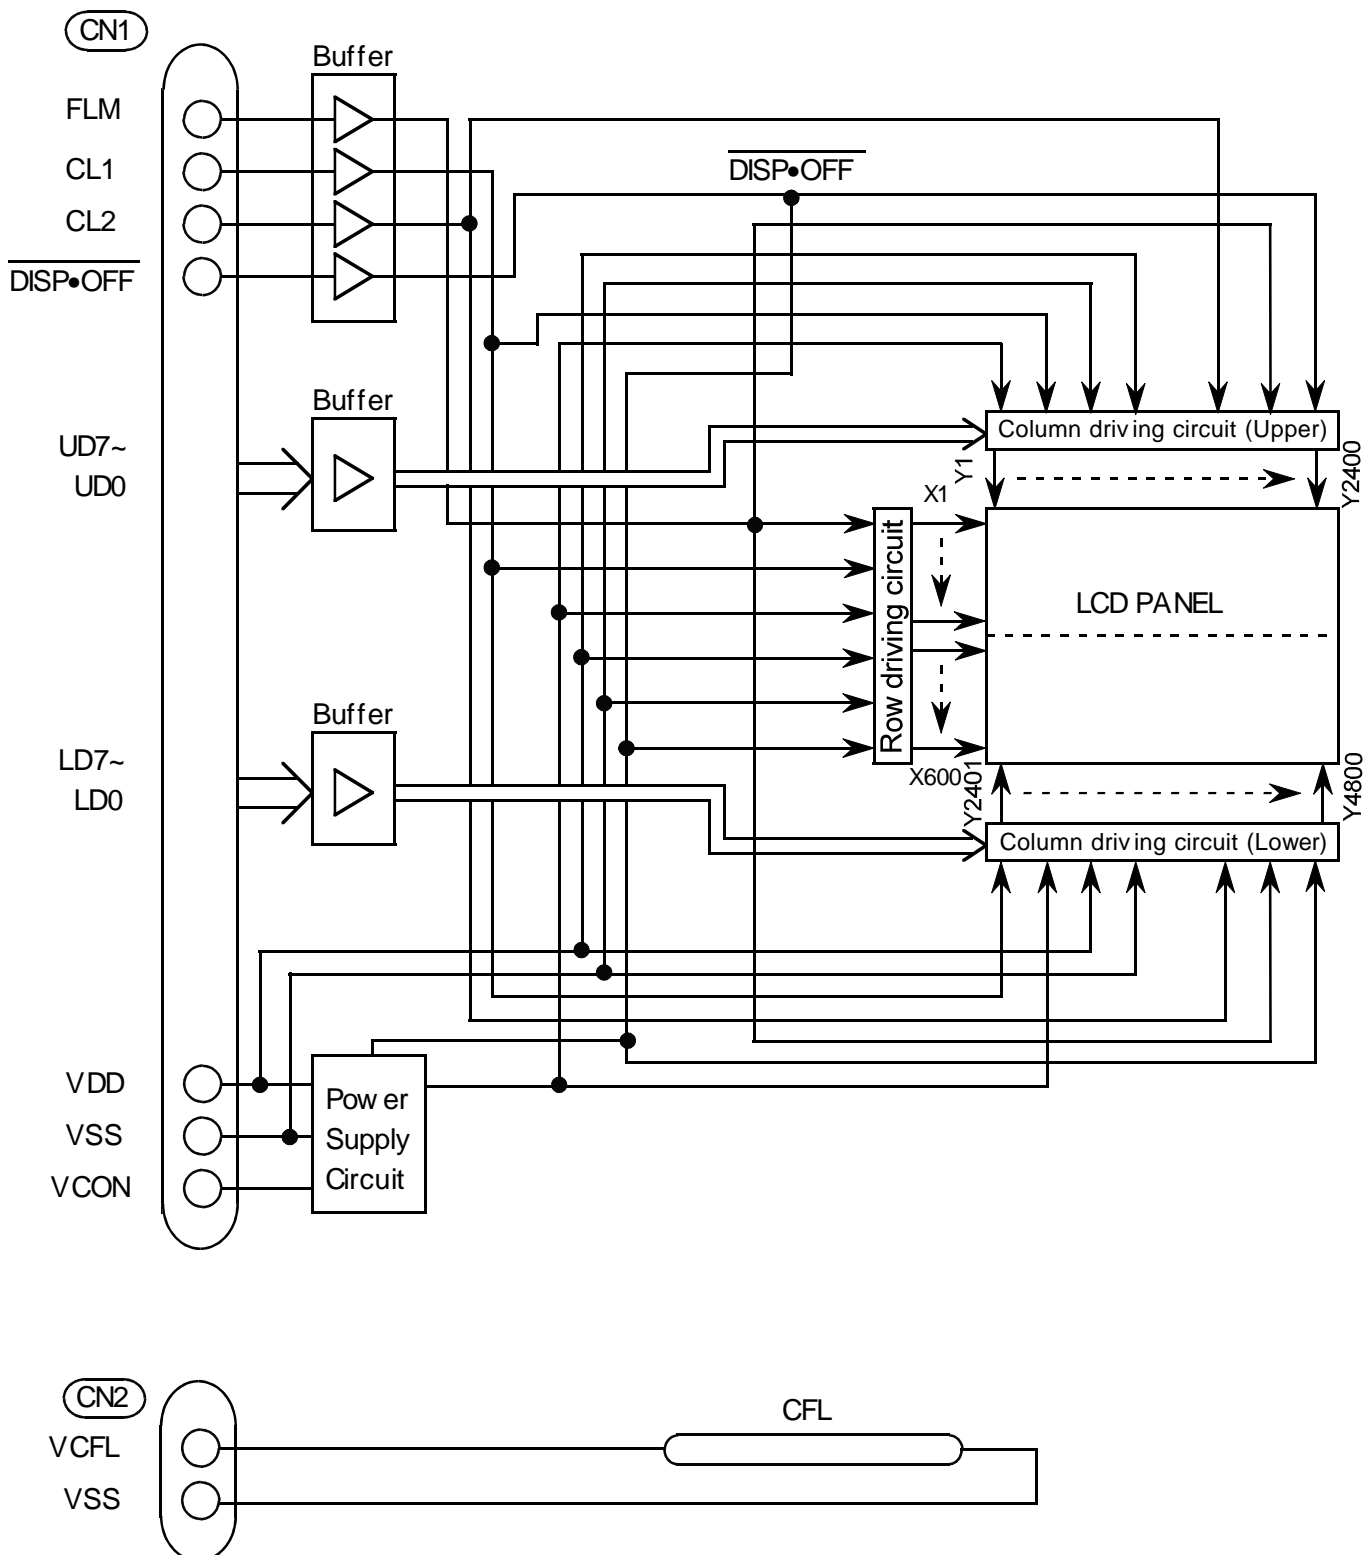 CN1
Buffer
FLM
CL1
CL2
DISP•OFF
DISP•OFF
Buffer
UD7~
UD0
Column driving circuit (Upper)
Y1
Y2400
X1
Row driving circuit
LCD PANEL
Buffer
LD7~
LD0
X600
Y2401
Y4800
Column driving circuit (Lower)
VDD
VSS
VCON
Power
Supply
Circuit
CN2
VCFL
VSS
CFL